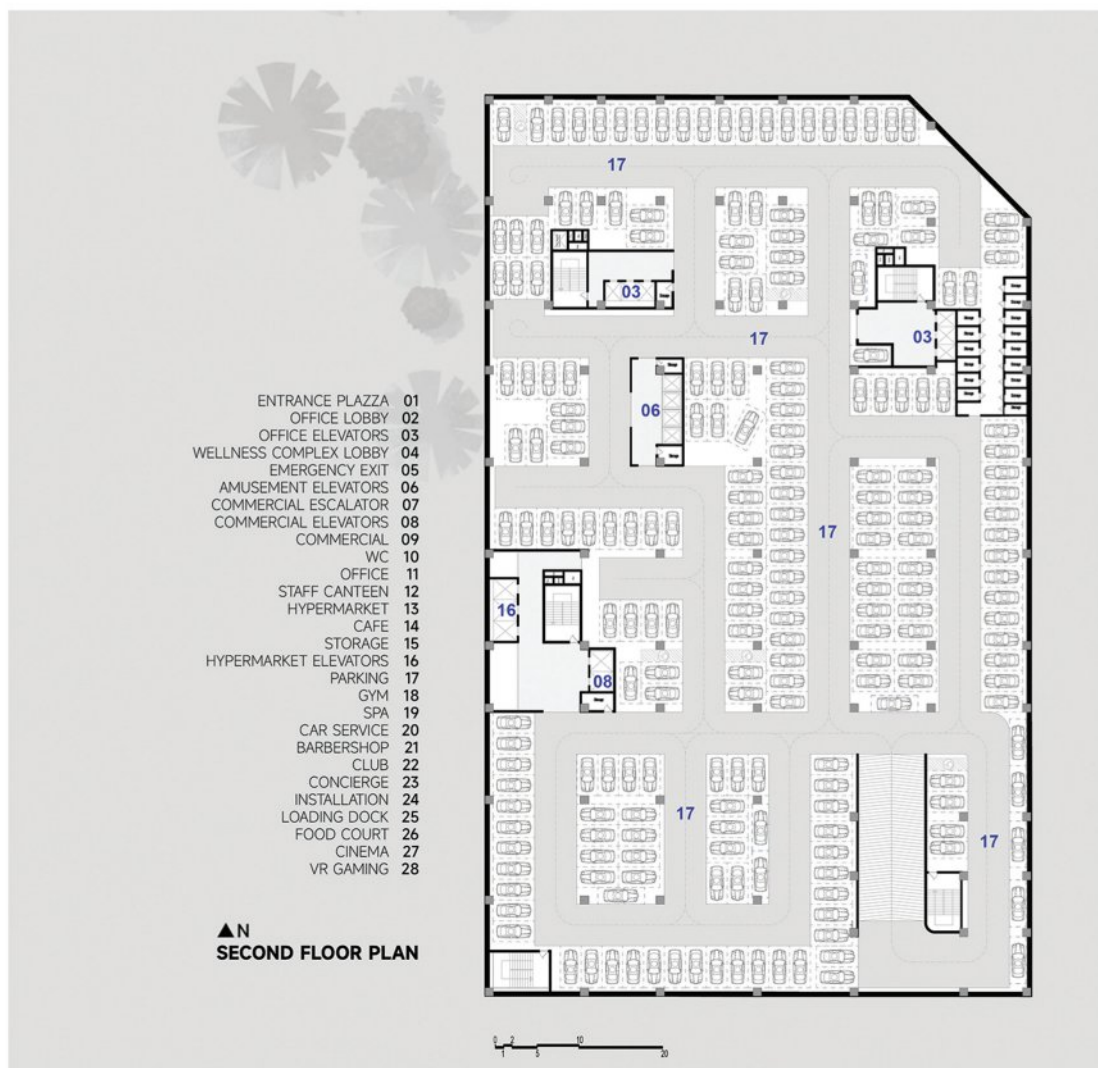 17
17
03
03
06
17
16
08
17
17
ENTRANCE PLAZZA 01
OFFICE LOBBY 02
OFFICE ELEVATORS 03
WELLNESS COMPLEX LOBBY 04
EMERGENCY EXIT 05
AMUSEMENT ELEVATORS 06
COMMERCIAL ESCALATOR 07
COMMERCIAL ELEVATORS 08
COMMERCIAL 09
WC 10
OFFICE 11
STAFF CANTEEN 12
HYPERMARKET 13
CAFE 14
STORAGE 15
HYPERMARKET ELEVATORS 16
PARKING 17
GYM 18
SPA 19
CAR SERVICE 20
BARBERSHOP 21
CLUB 22
CONCIERGE 23
INSTALLATION 24
LOADING DOCK 25
FOOD COURT 26
CINEMA 27
VR GAMING 28
▲N
SECOND FLOOR PLAN
0 2 10
1 5 20